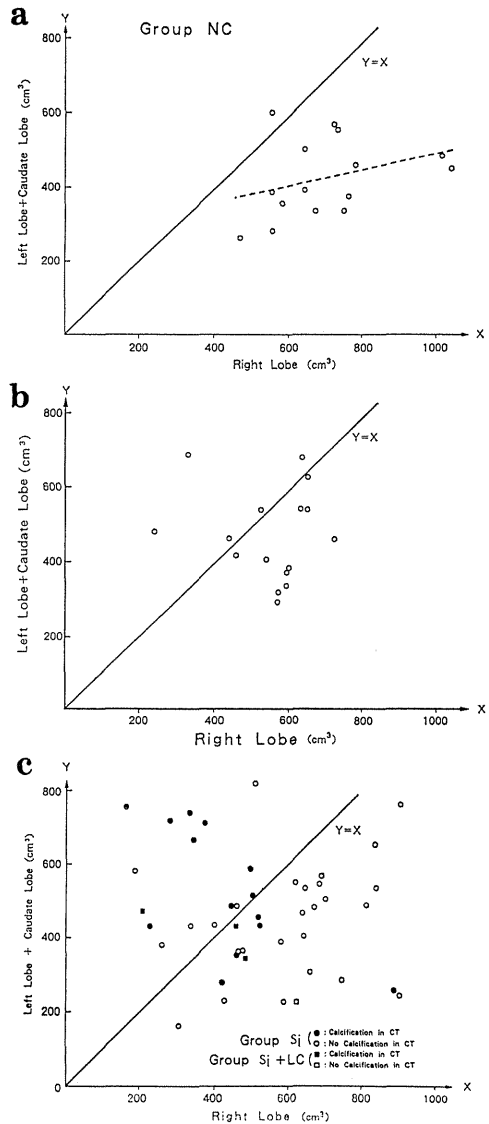 a
Y
Group NC
800
Y=X
600
400
200
Left Lobe+Caudate Lobe (cm³)
400 600 800 1000 X
Right Lobe (cm³)
b
Y
800
Y=X
600
400
200
Left Lobe+Caudate Lobe (cm³)
200 400 600 800 1000 X
Right Lobe (cm³)
c
Y
800
Y=X
600
400
200
0
Left Lobe + Caudate Lobe (cm³)
Group Si ( ● : Calcification in CT
○ : No Calcification in CT
Group Si +LC ( ■ : Calcification in CT
□ : No Calcification in CT
200 400 600 800 1000 X
Right Lobe (cm³)